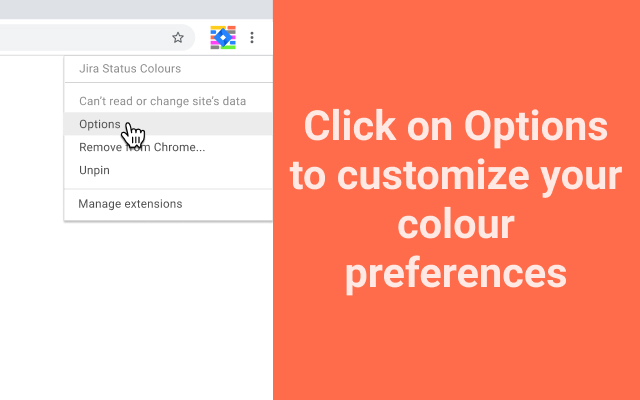 Jira Status Colours
Can't read or change site's data
Options
Remove from Chrome...
Unpin
Manage extensions
Click on Options
to customize your
colour
preferences